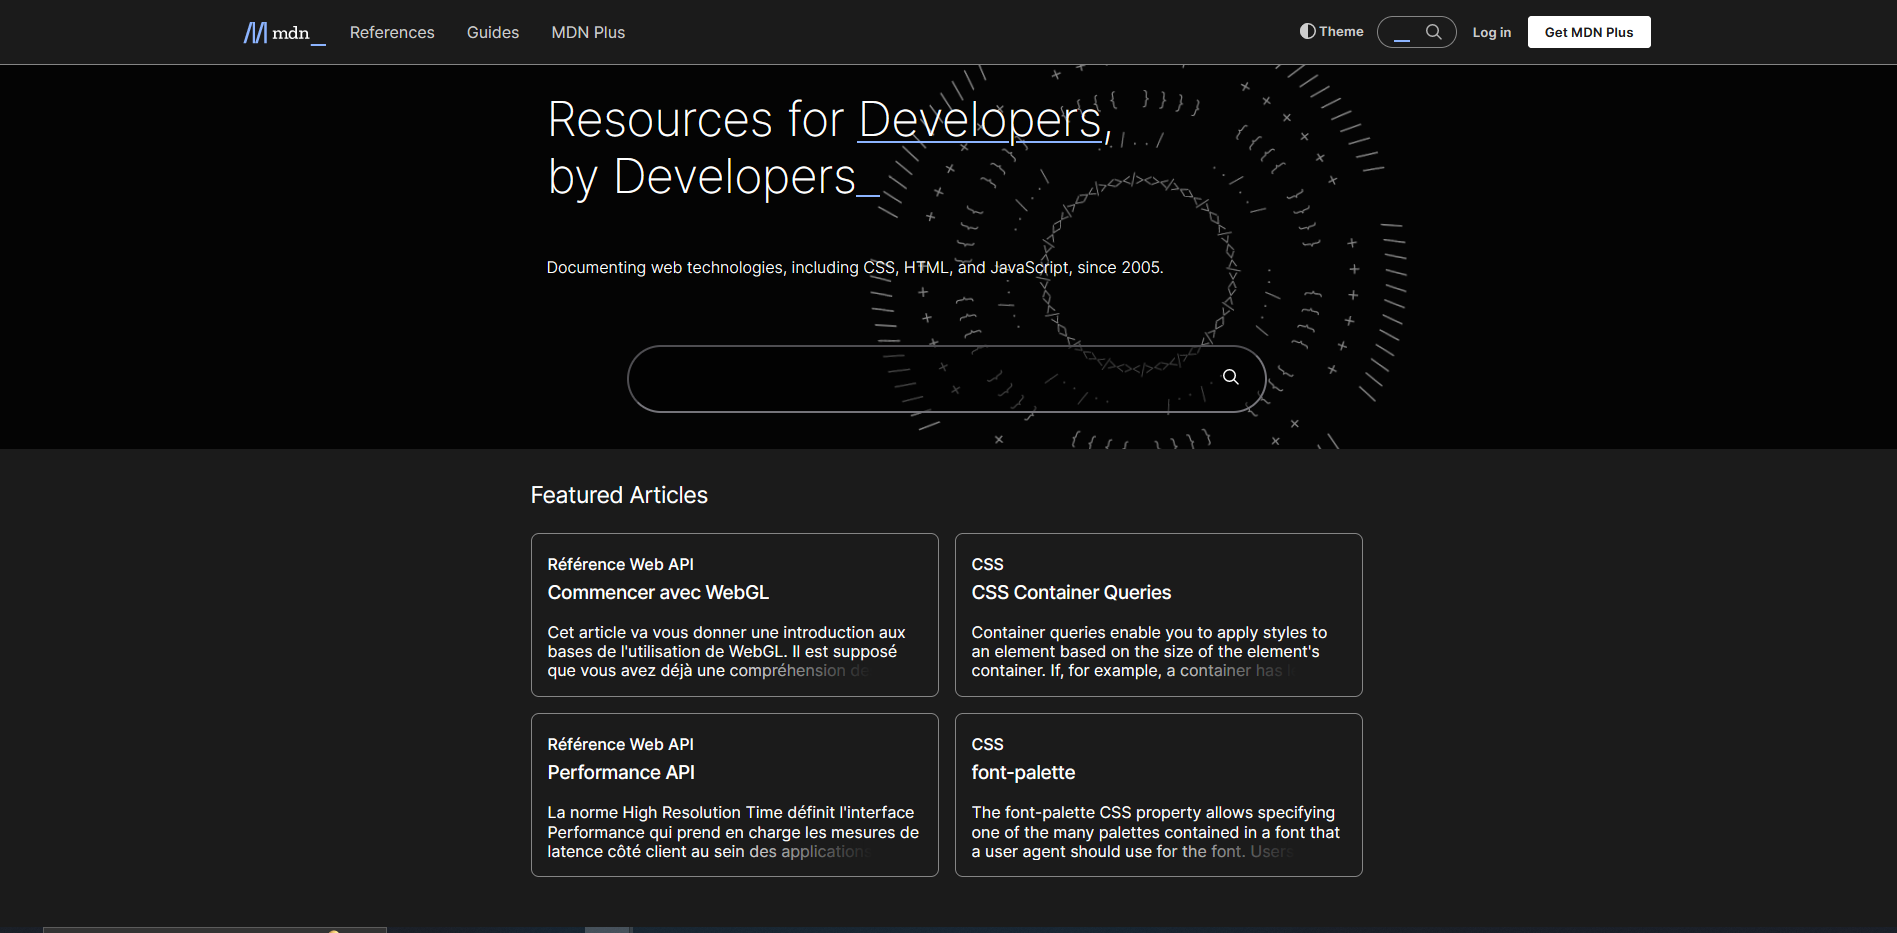 mdn_
References
Guides
MDN Plus
Theme
Log in
Get MDN Plus
Resources for Developers,
by Developers_
Documenting web technologies, including CSS, HTML, and JavaScript, since 2005.
Featured Articles
Référence Web API
Commencer avec WebGL
Cet article va vous donner une introduction aux
bases de l'utilisation de WebGL. Il est supposé
que vous avez déjà une compréhension de
CSS
CSS Container Queries
Container queries enable you to apply styles to
an element based on the size of the element's
container. If, for example, a container has
Référence Web API
Performance API
La norme High Resolution Time définit l'interface
Performance qui prend en charge les mesures de
latence côté client au sein des applications
CSS
font-palette
The font-palette CSS property allows specifying
one of the many palettes contained in a font that
a user agent should use for the font. Users